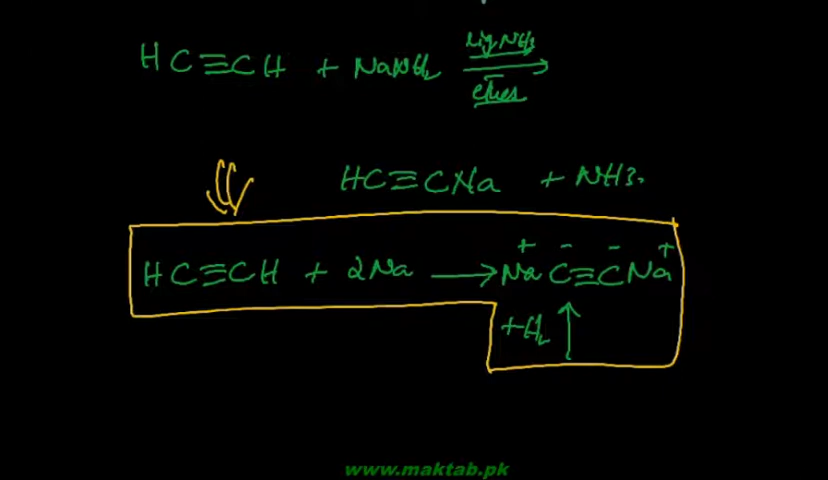 HC≡CH + NaNH₂ Liq NH₃
ether
HC≡CNa + NH₃.
HC≡CH + 2Na → Na⁺ C⁻≡C⁻ Na⁺
+H₂ ↑
www.maktab.pk